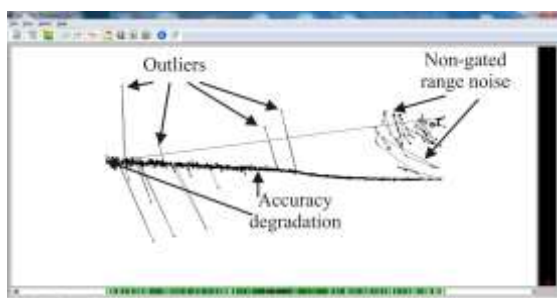 Outliers
Non-gated
range noise
Accuracy
degradation